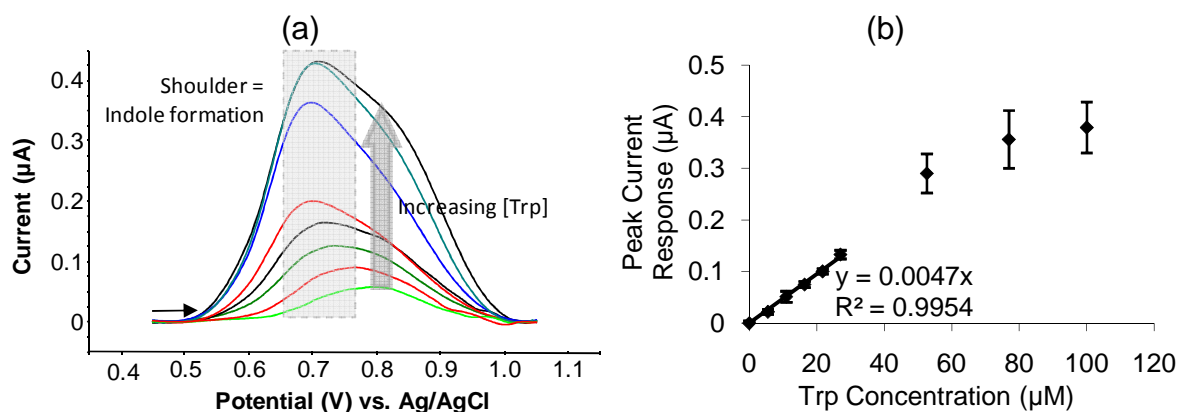 (a)
0.4
0.3
0.2
0.1
0
Current (µA)
Shoulder =
Indole formation
Increasing [Trp]
0.4 0.5 0.6 0.7 0.8 0.9 1.0 1.1
Potential (V) vs. Ag/AgCl
(b)
0.5
0.4
0.3
0.2
0.1
0
Peak Current
Response (µA)
y = 0.0047x
R² = 0.9954
0 20 40 60 80 100 120
Trp Concentration (µM)